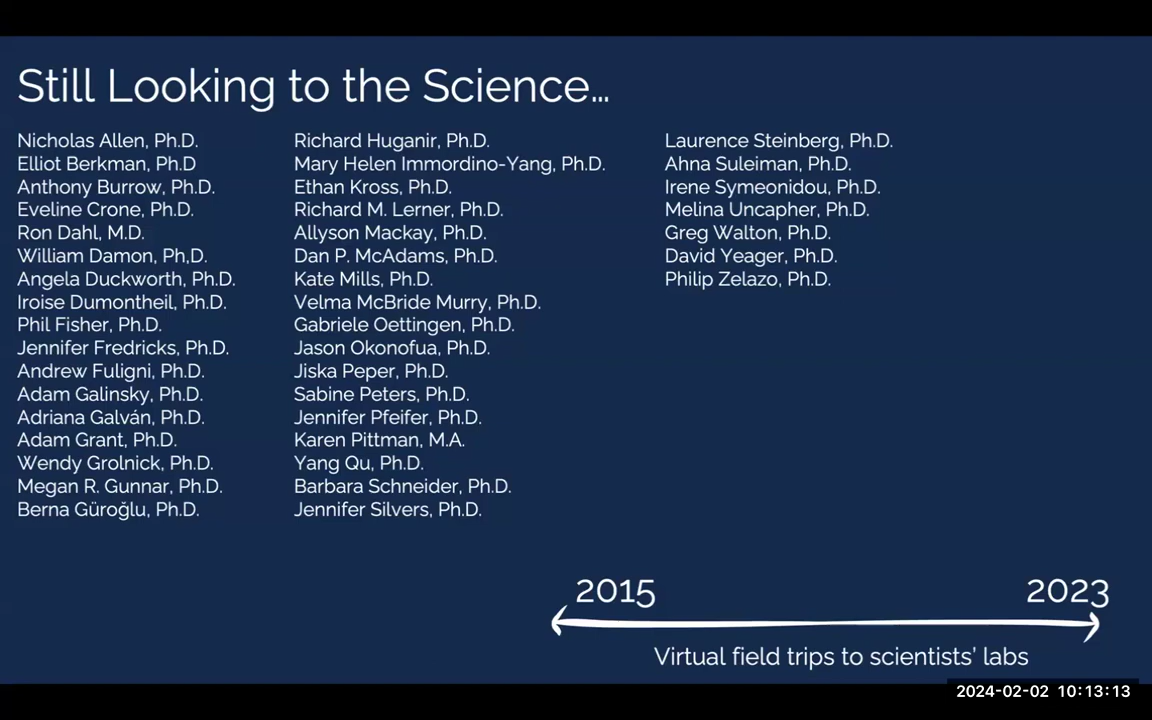 Still Looking to the Science...
Nicholas Allen, Ph.D.
Elliot Berkman, Ph.D
Anthony Burrow, Ph.D.
Eveline Crone, Ph.D.
Ron Dahl, M.D.
William Damon, Ph,D.
Angela Duckworth, Ph.D.
Iroise Dumontheil, Ph.D.
Phil Fisher, Ph.D.
Jennifer Fredricks, Ph.D.
Andrew Fuligni, Ph.D.
Adam Galinsky, Ph.D.
Adriana Galván, Ph.D.
Adam Grant, Ph.D.
Wendy Grolnick, Ph.D.
Megan R. Gunnar, Ph.D.
Berna Güroğlu, Ph.D.
Richard Huganir, Ph.D.
Mary Helen Immordino-Yang, Ph.D.
Ethan Kross, Ph.D.
Richard M. Lerner, Ph.D.
Allyson Mackay, Ph.D.
Dan P. McAdams, Ph.D.
Kate Mills, Ph.D.
Velma McBride Murry, Ph.D.
Gabriele Oettingen, Ph.D.
Jason Okonofua, Ph.D.
Jiska Peper, Ph.D.
Sabine Peters, Ph.D.
Jennifer Pfeifer, Ph.D.
Karen Pittman, M.A.
Yang Qu, Ph.D.
Barbara Schneider, Ph.D.
Jennifer Silvers, Ph.D.
Laurence Steinberg, Ph.D.
Ahna Suleiman, Ph.D.
Irene Symeonidou, Ph.D.
Melina Uncapher, Ph.D.
Greg Walton, Ph.D.
David Yeager, Ph.D.
Philip Zelazo, Ph.D.
2015 2023
Virtual field trips to scientists' labs
2024-02-02 10:13:13